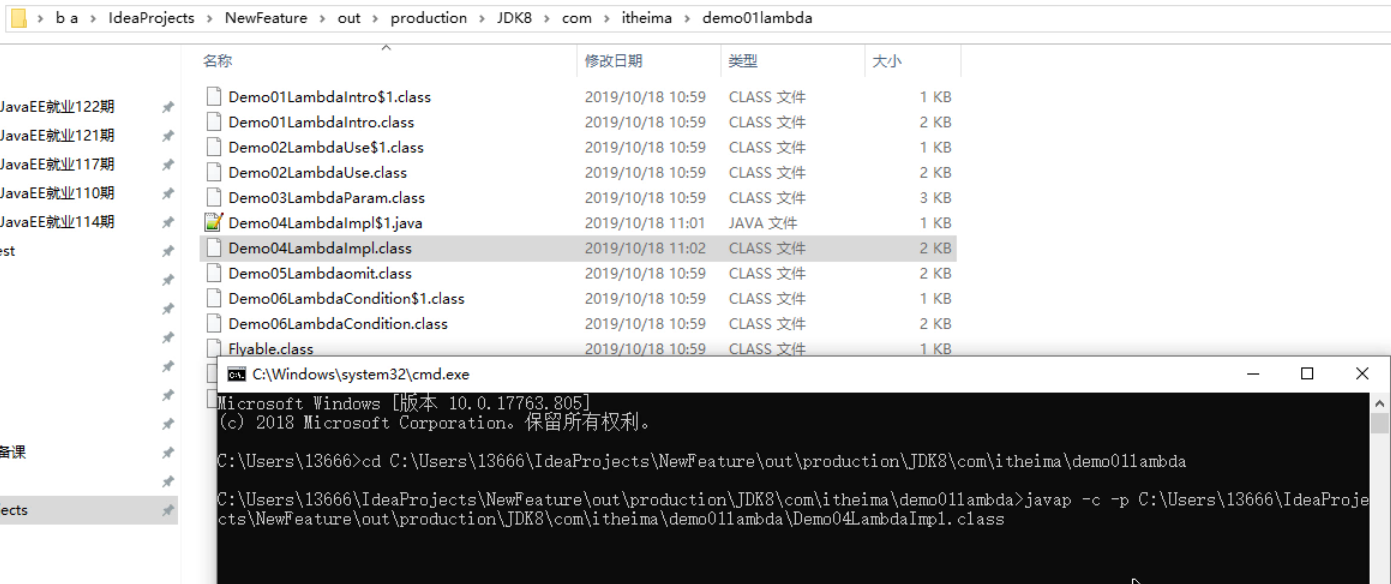 b a › IdeaProjects › NewFeature › out › production › JDK8 › com › itheima › demo01lambda
名称 修改日期 类型 大小
JavaEE就业122期
JavaEE就业121期
JavaEE就业117期
JavaEE就业110期
JavaEE就业114期
est
备课
ects
Demo01LambdaIntro$1.class 2019/10/18 10:59 CLASS 文件 1 KB
Demo01LambdaIntro.class 2019/10/18 10:59 CLASS 文件 2 KB
Demo02LambdaUse$1.class 2019/10/18 10:59 CLASS 文件 1 KB
Demo02LambdaUse.class 2019/10/18 10:59 CLASS 文件 2 KB
Demo03LambdaParam.class 2019/10/18 10:59 CLASS 文件 3 KB
Demo04LambdaImpl$1.java 2019/10/18 11:01 JAVA 文件 1 KB
Demo04LambdaImpl.class 2019/10/18 11:02 CLASS 文件 2 KB
Demo05Lambdaomit.class 2019/10/18 10:59 CLASS 文件 2 KB
Demo06LambdaCondition$1.class 2019/10/18 10:59 CLASS 文件 1 KB
Demo06LambdaCondition.class 2019/10/18 10:59 CLASS 文件 2 KB
Flyable.class 2019/10/18 10:59 CLASS 文件 1 KB
C:\Windows\system32\cmd.exe
Microsoft Windows [版本 10.0.17763.805]
(c) 2018 Microsoft Corporation。保留所有权利。
C:\Users\13666>cd C:\Users\13666\IdeaProjects\NewFeature\out\production\JDK8\com\itheima\demo01lambda
C:\Users\13666\IdeaProjects\NewFeature\out\production\JDK8\com\itheima\demo01lambda>javap -c -p C:\Users\13666\IdeaProje
cts\NewFeature\out\production\JDK8\com\itheima\demo01lambda\Demo04LambdaImpl.class